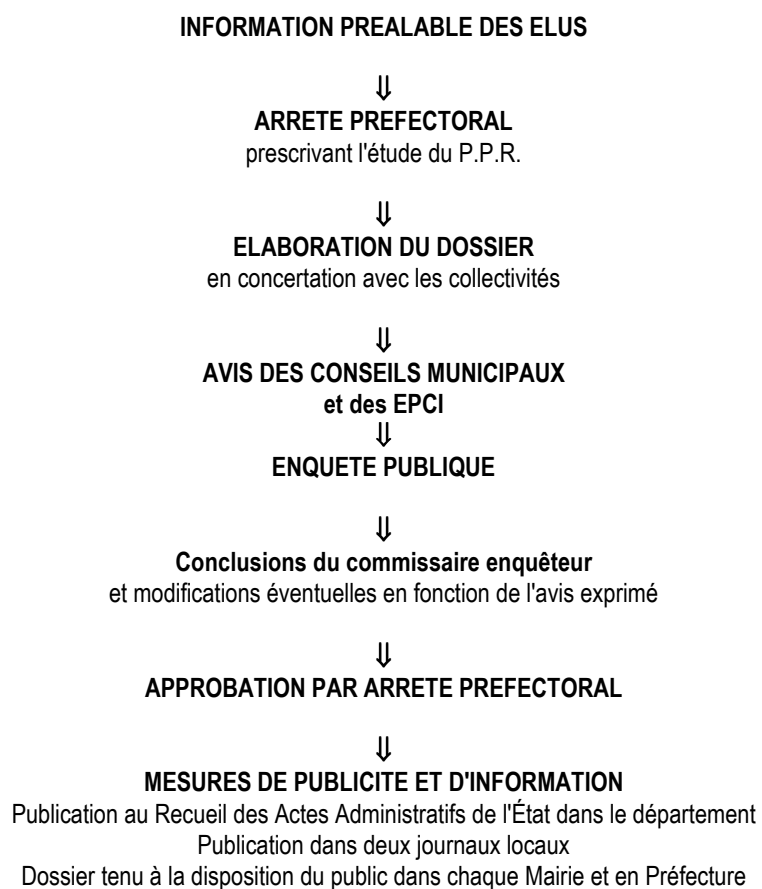 INFORMATION PREALABLE DES ELUS
⇓
ARRETE PREFECTORAL
prescrivant l'étude du P.P.R.
⇓
ELABORATION DU DOSSIER
en concertation avec les collectivités
⇓
AVIS DES CONSEILS MUNICIPAUX
et des EPCI
⇓
ENQUETE PUBLIQUE
⇓
Conclusions du commissaire enquêteur
et modifications éventuelles en fonction de l'avis exprimé
⇓
APPROBATION PAR ARRETE PREFECTORAL
⇓
MESURES DE PUBLICITE ET D'INFORMATION
Publication au Recueil des Actes Administratifs de l'État dans le département
Publication dans deux journaux locaux
Dossier tenu à la disposition du public dans chaque Mairie et en Préfecture